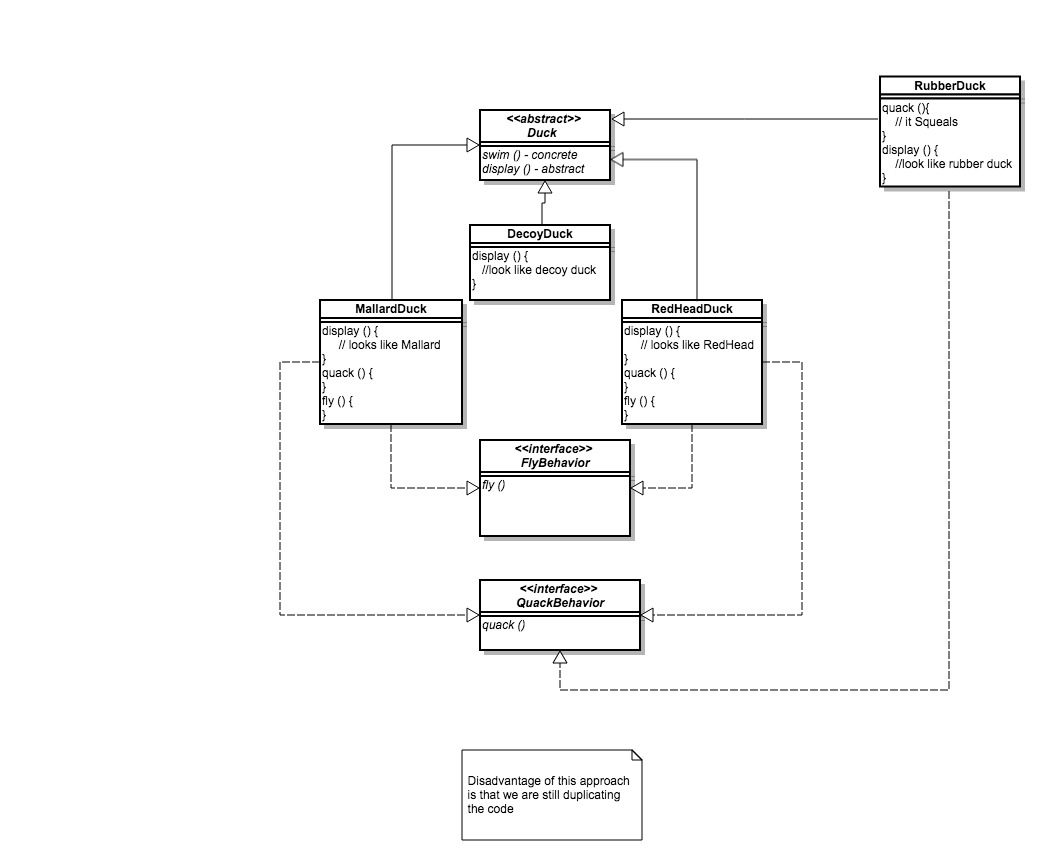 RubberDuck
quack (){
// it Squeals
}
display () {
//look like rubber duck
}
<<abstract>>
Duck
swim () - concrete
display () - abstract
DecoyDuck
display () {
//look like decoy duck
}
MallardDuck
display () {
// looks like Mallard
}
quack () {
}
fly () {
}
RedHeadDuck
display () {
// looks like RedHead
}
quack () {
}
fly () {
}
<<interface>>
FlyBehavior
fly ()
<<interface>>
QuackBehavior
quack ()
Disadvantage of this approach
is that we are still duplicating
the code